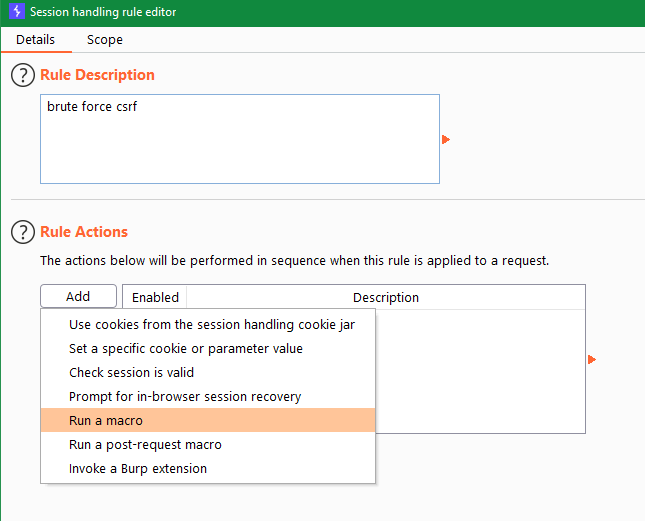 Session handling rule editor
Details Scope
? Rule Description
brute force csrf
? Rule Actions
The actions below will be performed in sequence when this rule is applied to a request.
Add Enabled Description
Use cookies from the session handling cookie jar
Set a specific cookie or parameter value
Check session is valid
Prompt for in-browser session recovery
Run a macro
Run a post-request macro
Invoke a Burp extension